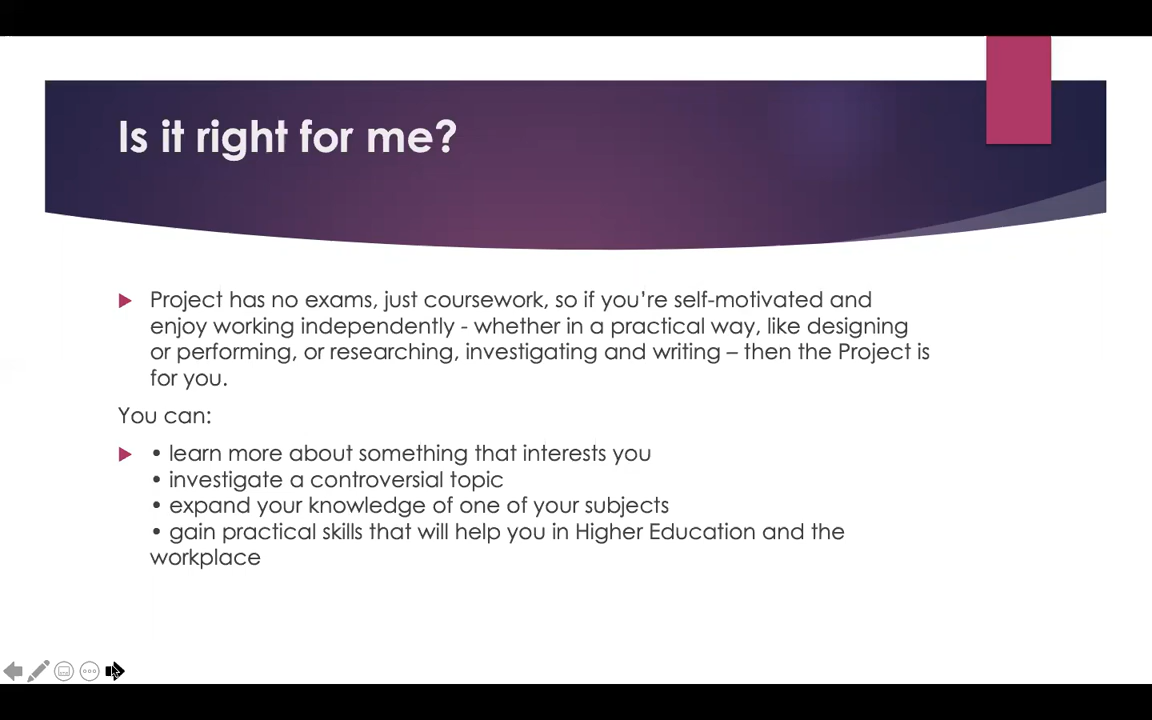 Is it right for me?
Project has no exams, just coursework, so if you’re self-motivated and
enjoy working independently - whether in a practical way, like designing
or performing, or researching, investigating and writing – then the Project is
for you.
You can:
• learn more about something that interests you
• investigate a controversial topic
• expand your knowledge of one of your subjects
• gain practical skills that will help you in Higher Education and the
workplace